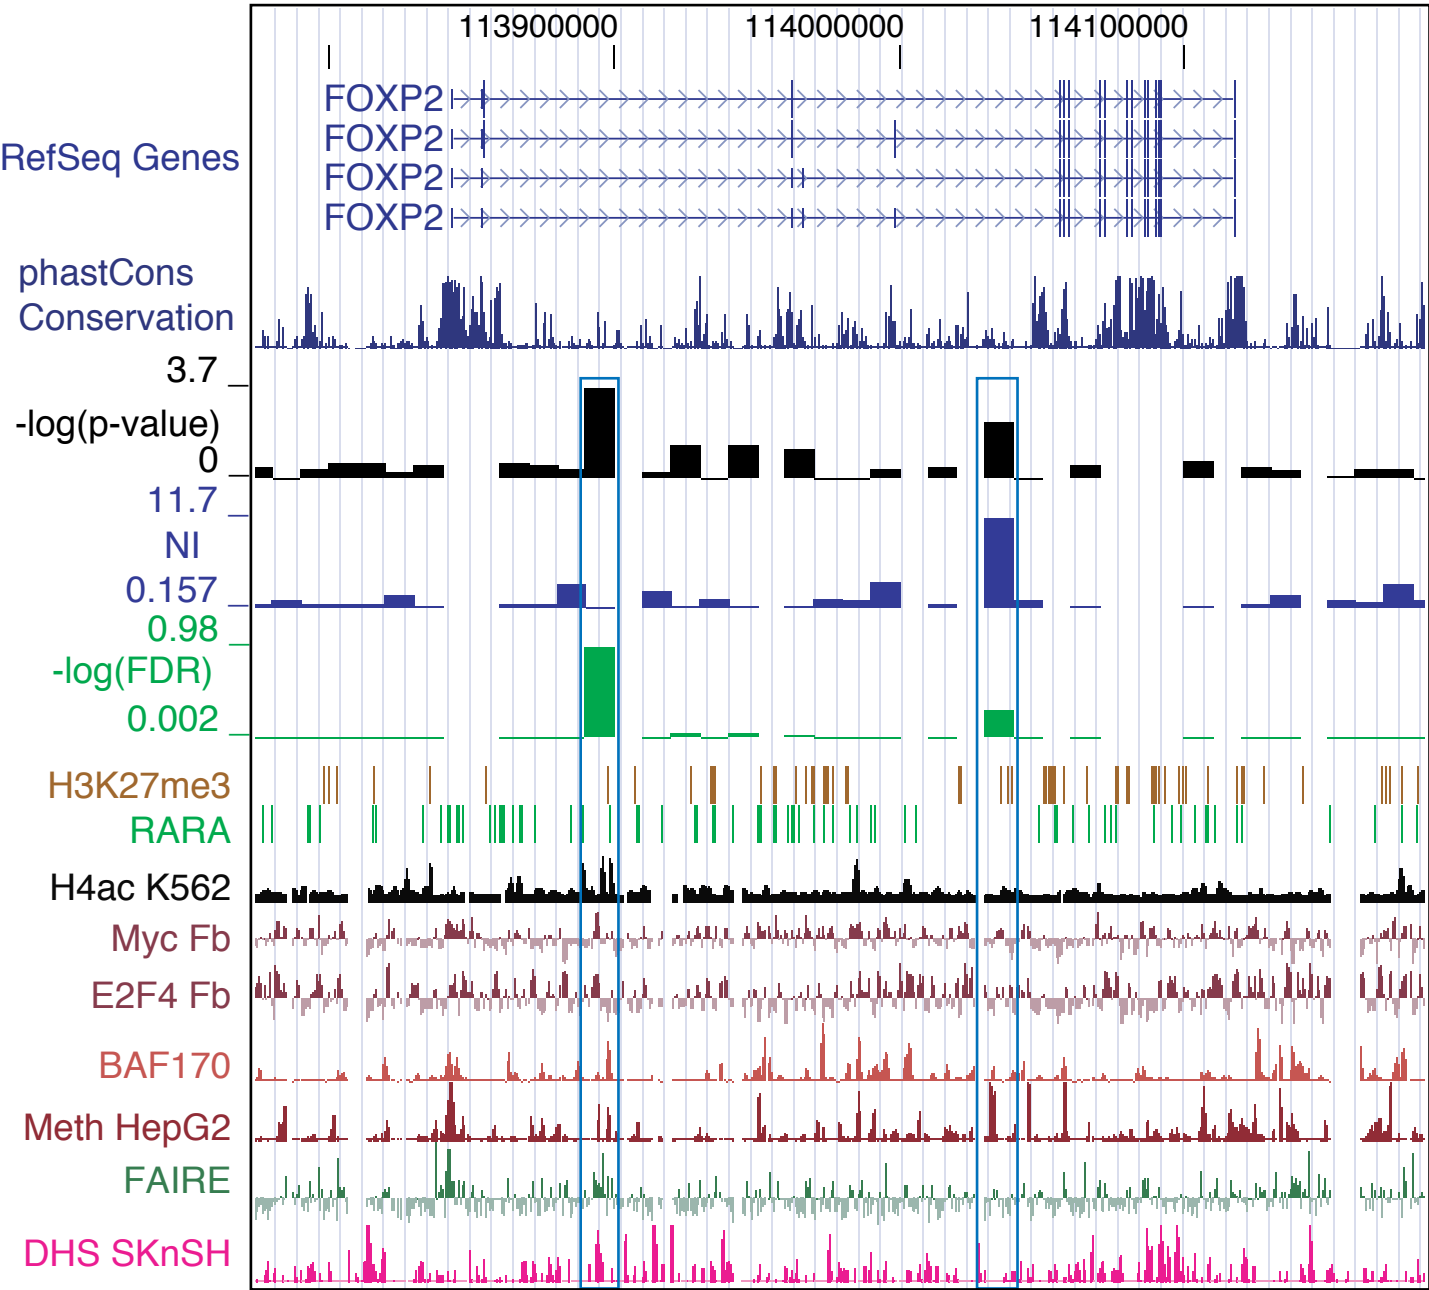 113900000 114000000 114100000
FOXP2
FOXP2
RefSeq Genes
FOXP2
FOXP2
phastCons
Conservation
3.7
-log(p-value)
0
11.7
NI
0.157
0.98
-log(FDR)
0.002
H3K27me3
RARA
H4ac K562
Myc Fb
E2F4 Fb
BAF170
Meth HepG2
FAIRE
DHS SKnSH